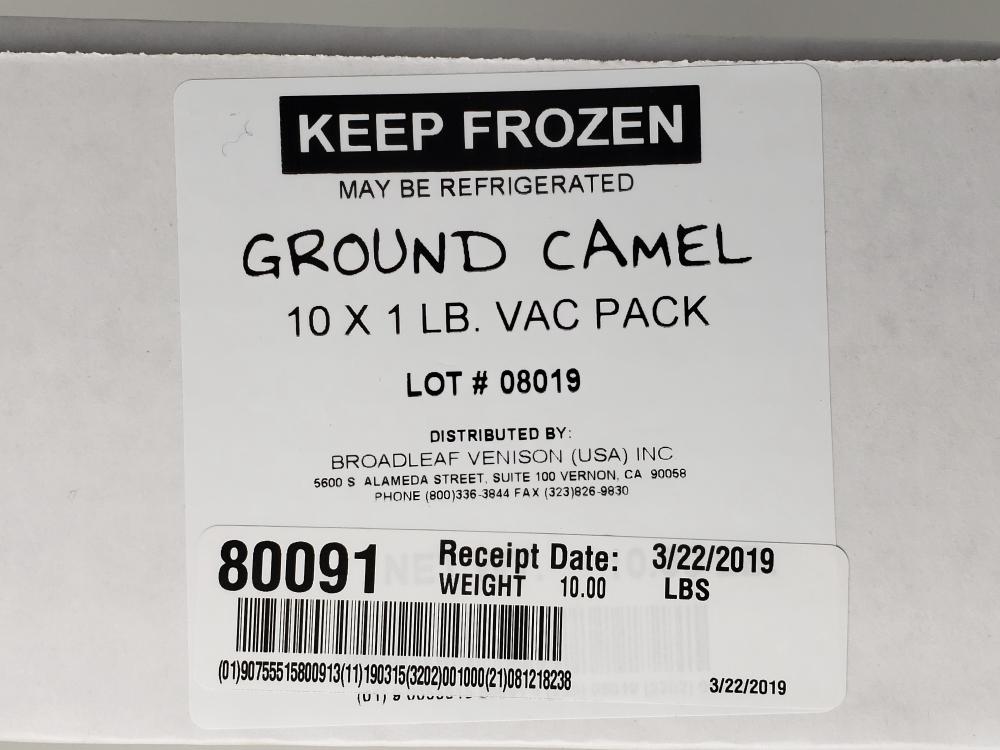 KEEP FROZEN
MAY BE REFRIGERATED
GROUND CAMEL
10 X 1 LB. VAC PACK
LOT # 08019
DISTRIBUTED BY:
BROADLEAF VENISON (USA) INC
5600 S ALAMEDA STREET, SUITE 100 VERNON, CA 90058
PHONE (800)336-3844 FAX (323)826-9830
80091 Receipt Date: 3/22/2019
WEIGHT 10.00 LBS
(01)90755515800913(11)190315(3202)001000(21)081218238
3/22/2019